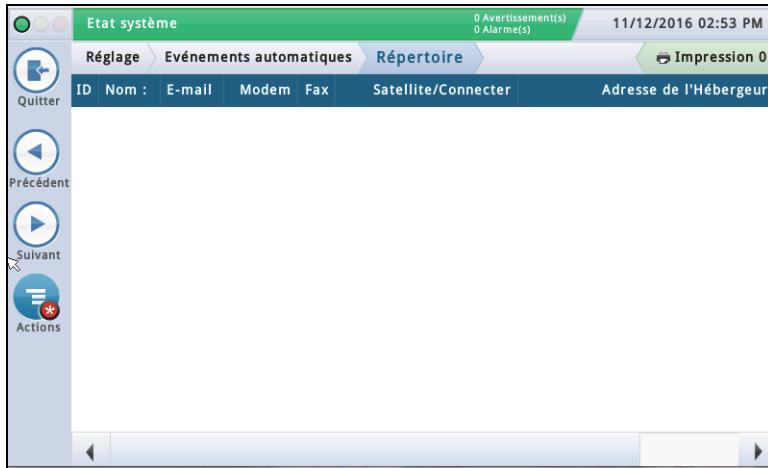 Etat système
0 Avertissement(s)
0 Alarme(s)
11/12/2016 02:53 PM
Réglage Evénements automatiques Répertoire Impression 0
ID Nom : E-mail Modem Fax Satellite/Connecter Adresse de l'Hébergeur
Quitter
Précédent
Suivant
Actions